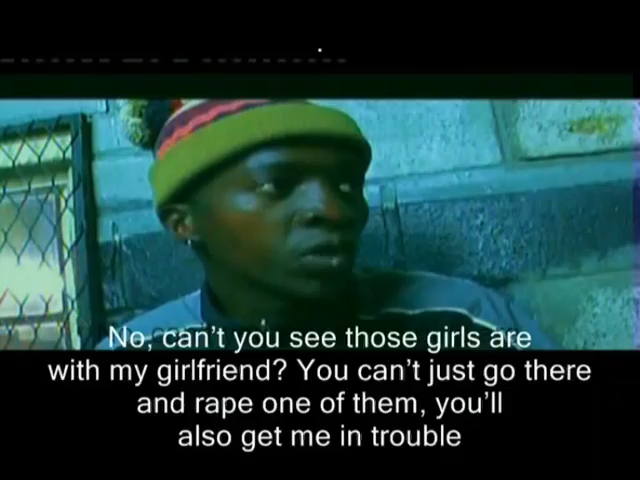 No, can't you see those girls are
with my girlfriend? You can't just go there
and rape one of them, you'll
also get me in trouble